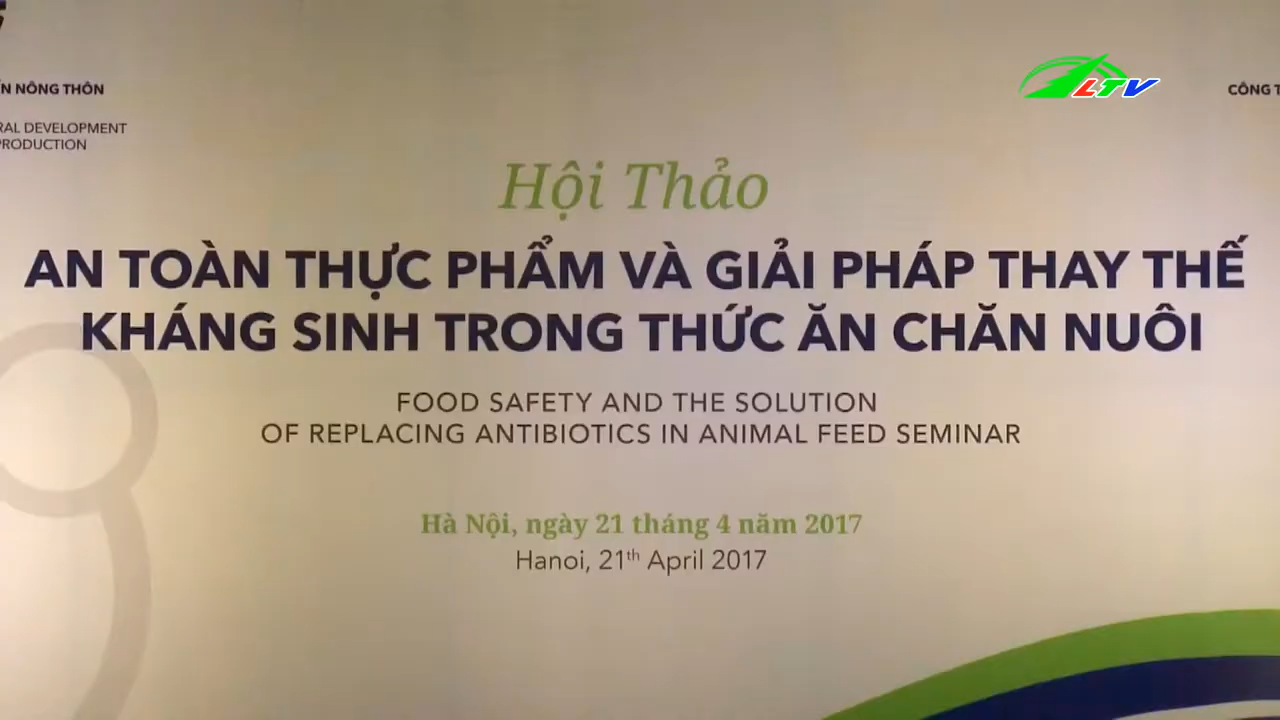 N NÔNG THÔN
RAL DEVELOPMENT
PRODUCTION
LTV
CÔNG T
Hội Thảo
AN TOÀN THỰC PHẨM VÀ GIẢI PHÁP THAY THẾ
KHÁNG SINH TRONG THỨC ĂN CHĂN NUÔI
FOOD SAFETY AND THE SOLUTION
OF REPLACING ANTIBIOTICS IN ANIMAL FEED SEMINAR
Hà Nội, ngày 21 tháng 4 năm 2017
Hanoi, 21th April 2017